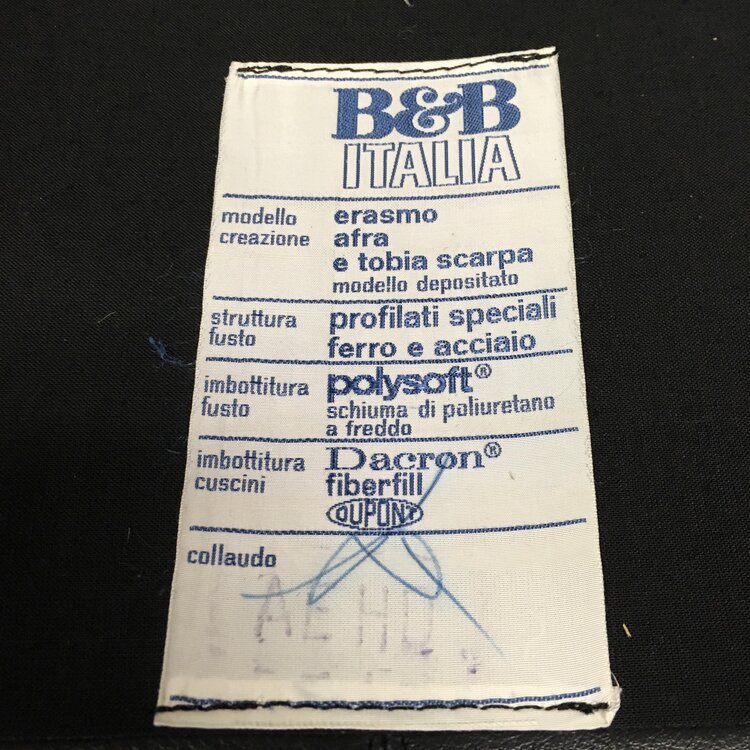 B&B
ITALIA
modello erasmo
creazione afra
e tobia scarpa
modello depositato
struttura profilati speciali
fusto ferro e acciaio
imbottitura polysoft®
fusto schiuma di poliuretano
a freddo
imbottitura Dacron®
cuscini fiberfill
DUPONT
collaudo